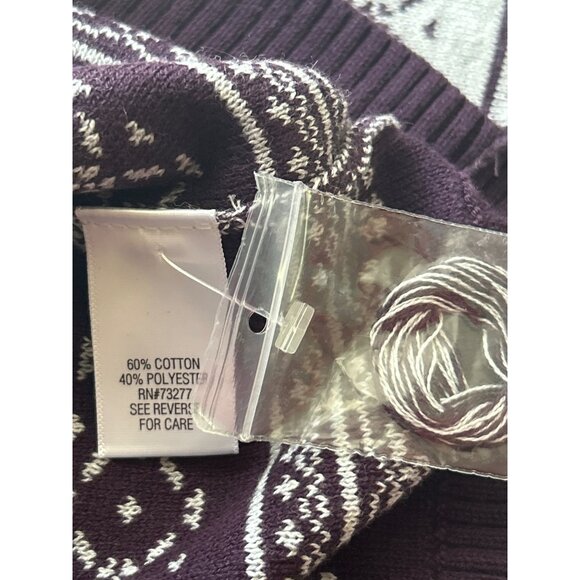 60% COTTON
40% POLYESTER
RN#73277
SEE REVERSE
FOR CARE